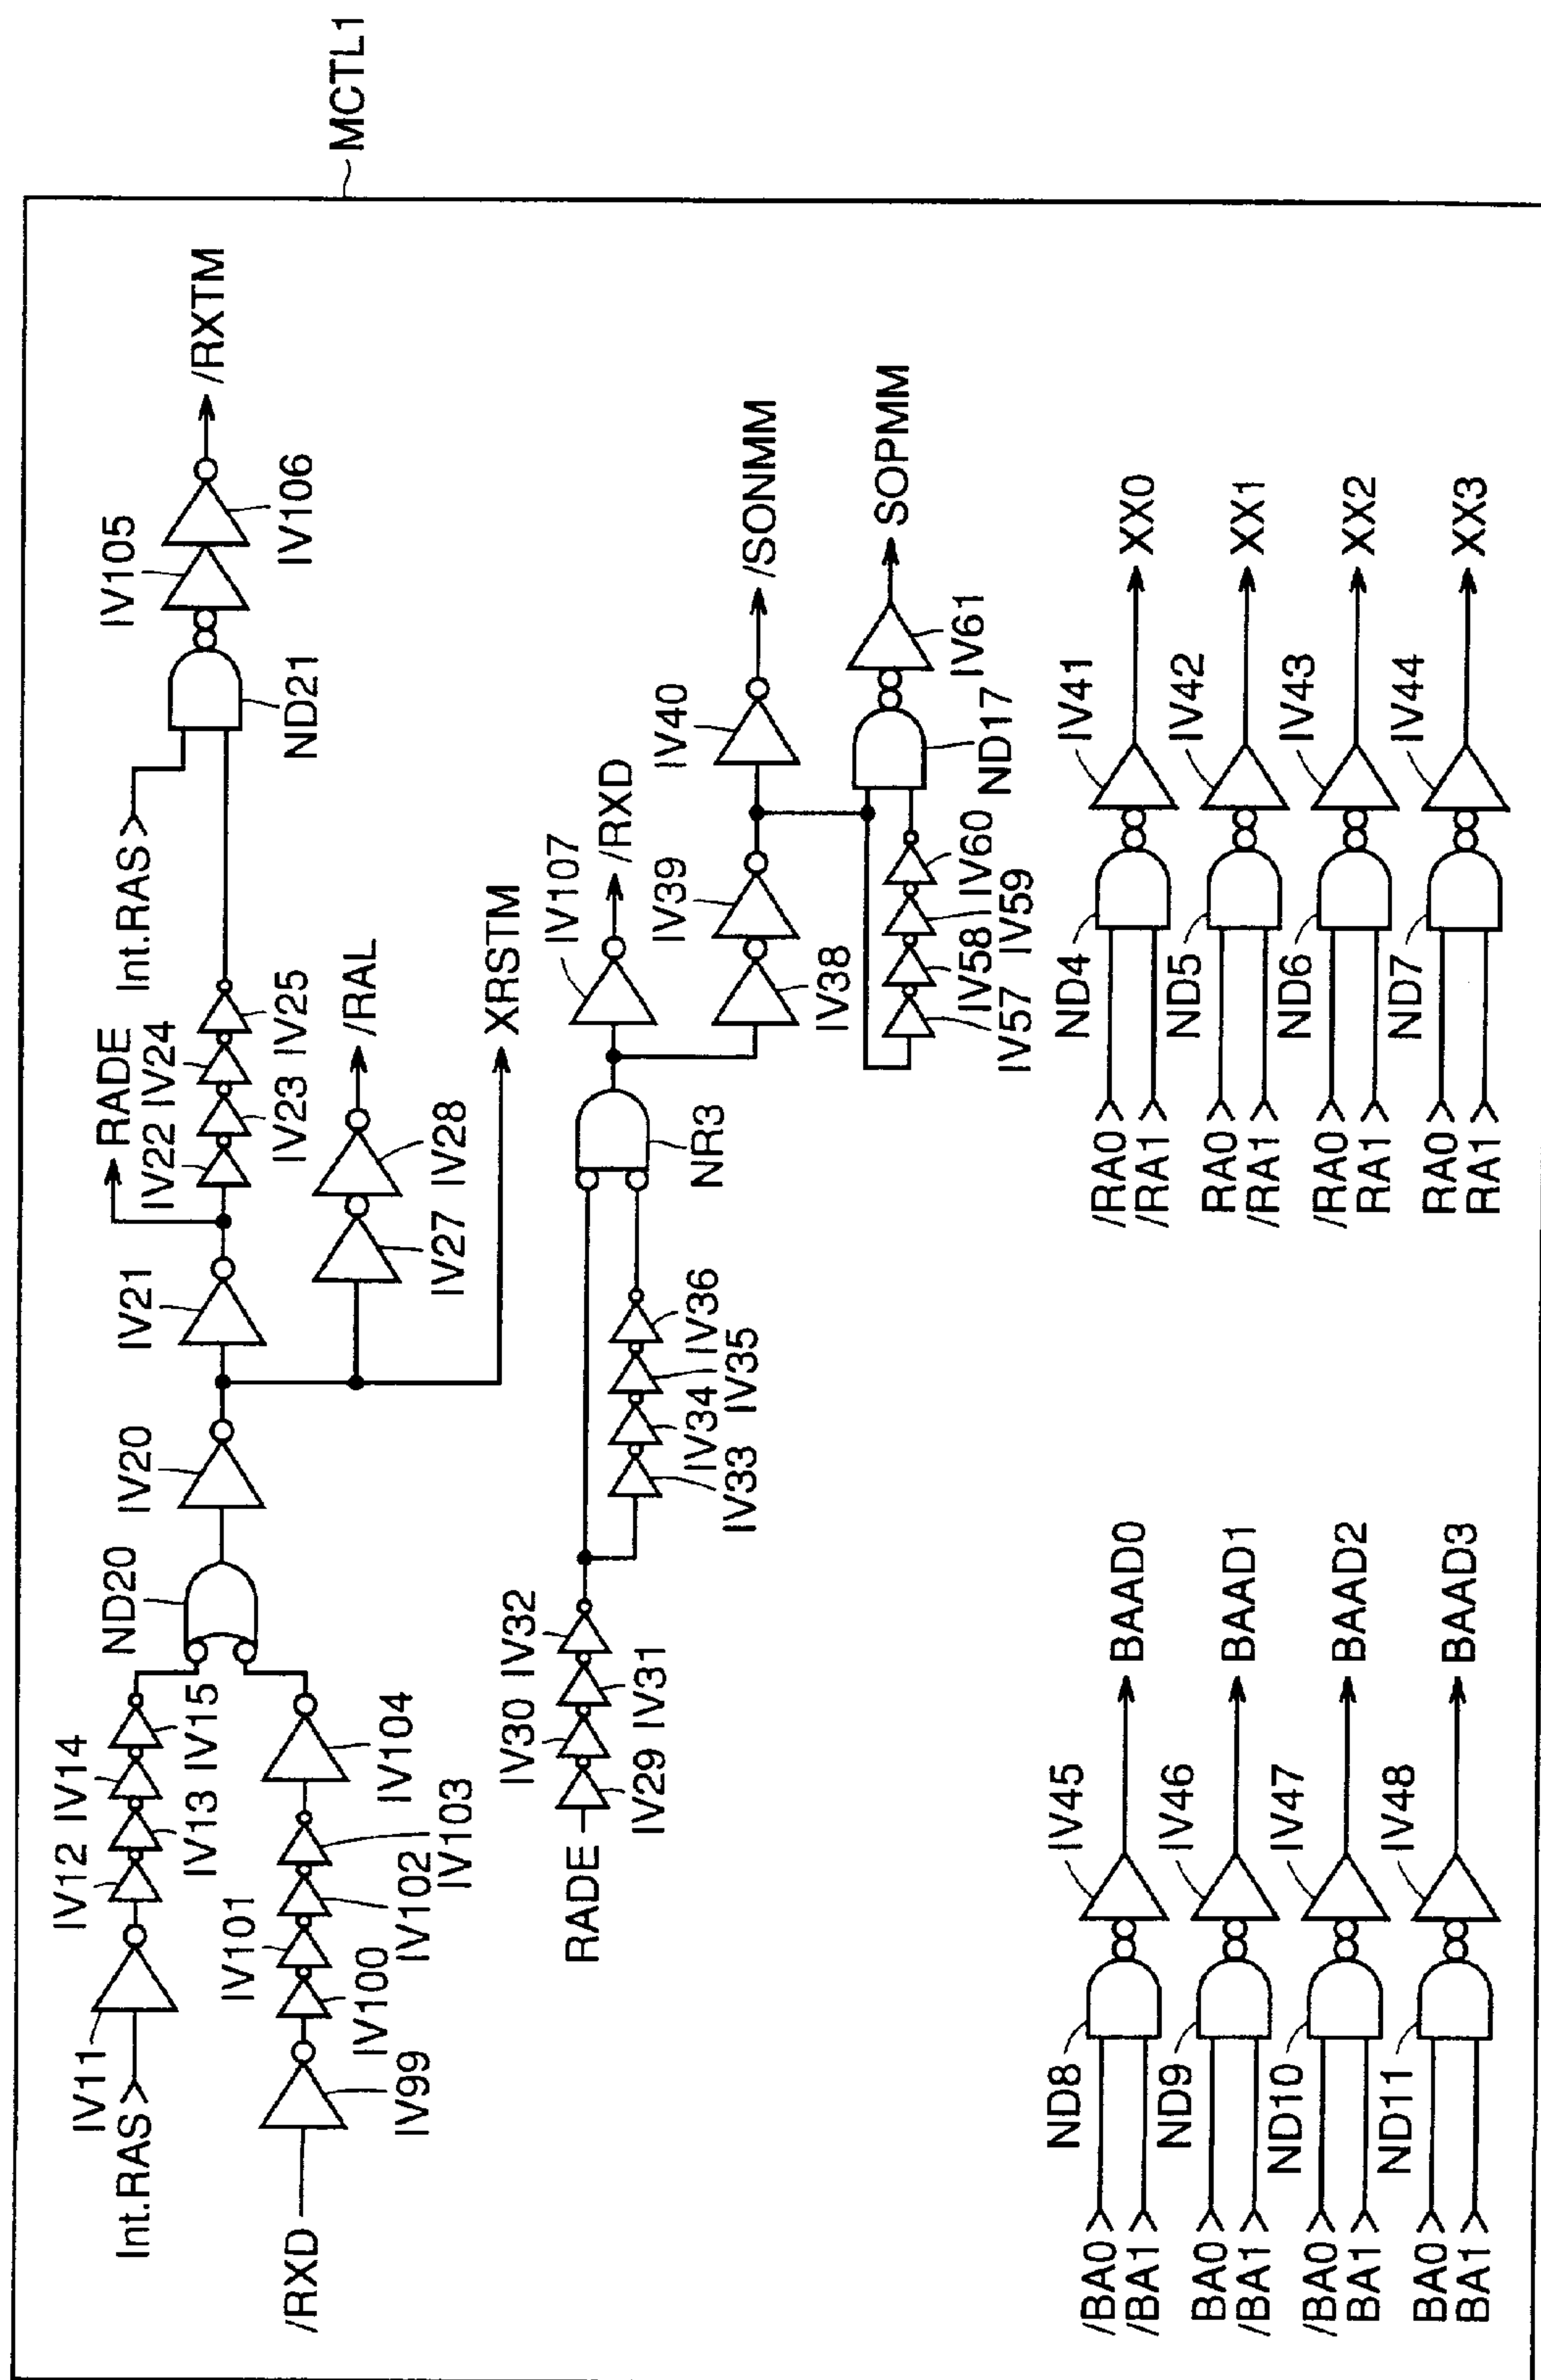 MCTL1
Int.RAS
IV11
IV12
IV13
IV14
IV15
/RXD
IV99
IV100
IV101
IV102
IV103
IV104
ND20
IV20
IV21
RADE
IV22
IV23
IV24
IV25
Int.RAS
ND21
IV105
IV106
/RXTM
IV27
IV28
/RAL
XRSTM
RADE
IV29
IV30
IV31
IV32
IV33
IV34
IV35
IV36
NR3
IV107
/RXD
IV38
IV39
IV40
/SONMM
IV57
IV58
IV59
IV60
ND17
IV61
SOPMM
/BA0
/BA1
ND8
IV45
BAAD0
BA0
/BA1
ND9
IV46
BAAD1
/BA0
BA1
ND10
IV47
BAAD2
BA0
BA1
ND11
IV48
BAAD3
/RA0
/RA1
ND4
IV41
XX0
RA0
/RA1
ND5
IV42
XX1
/RA0
RA1
ND6
IV43
XX2
RA0
RA1
ND7
IV44
XX3